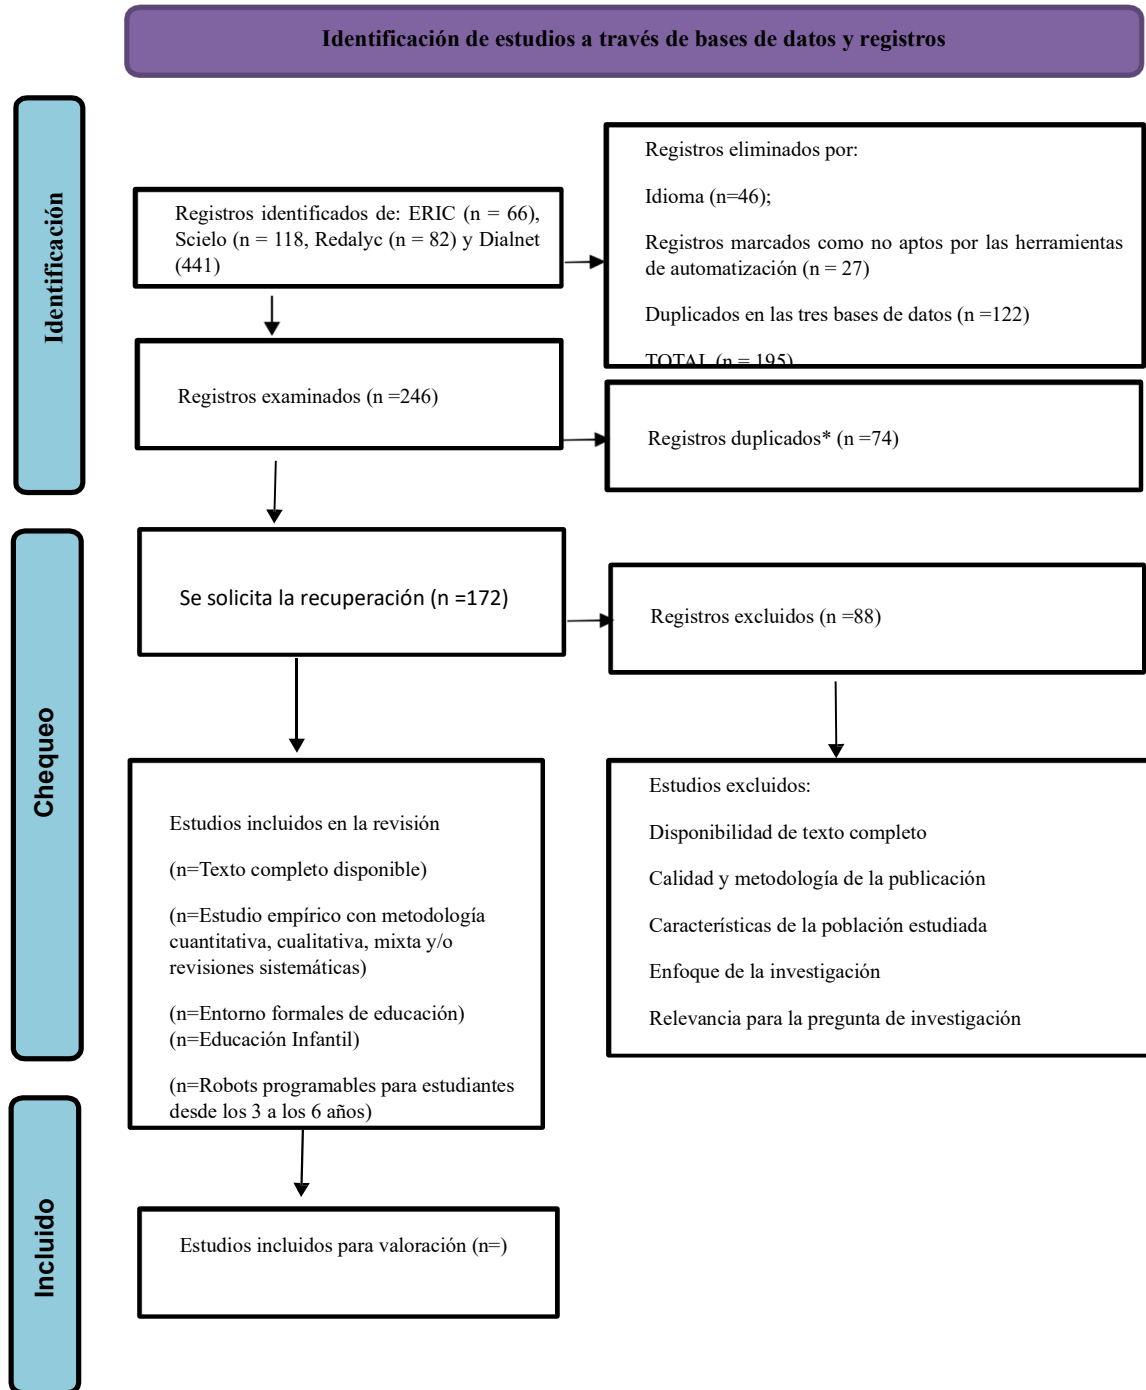 Identificación de estudios a través de bases de datos y registros
Identificación
Registros identificados de: ERIC (n = 66),
Scielo (n = 118, Redalyc (n = 82) y Dialnet
(441)
Registros eliminados por:
Idioma (n=46);
Registros marcados como no aptos por las herramientas
de automatización (n = 27)
Duplicados en las tres bases de datos (n =122)
TOTAL (n = 195)
Registros examinados (n =246)
Registros duplicados* (n =74)
Chequeo
Se solicita la recuperación (n =172)
Registros excluidos (n =88)
Estudios incluidos en la revisión
(n=Texto completo disponible)
(n=Estudio empírico con metodología
cuantitativa, cualitativa, mixta y/o
revisiones sistemáticas)
(n=Entorno formales de educación)
(n=Educación Infantil)
(n=Robots programables para estudiantes
desde los 3 a los 6 años)
Estudios excluidos:
Disponibilidad de texto completo
Calidad y metodología de la publicación
Características de la población estudiada
Enfoque de la investigación
Relevancia para la pregunta de investigación
Incluido
Estudios incluidos para valoración (n=)